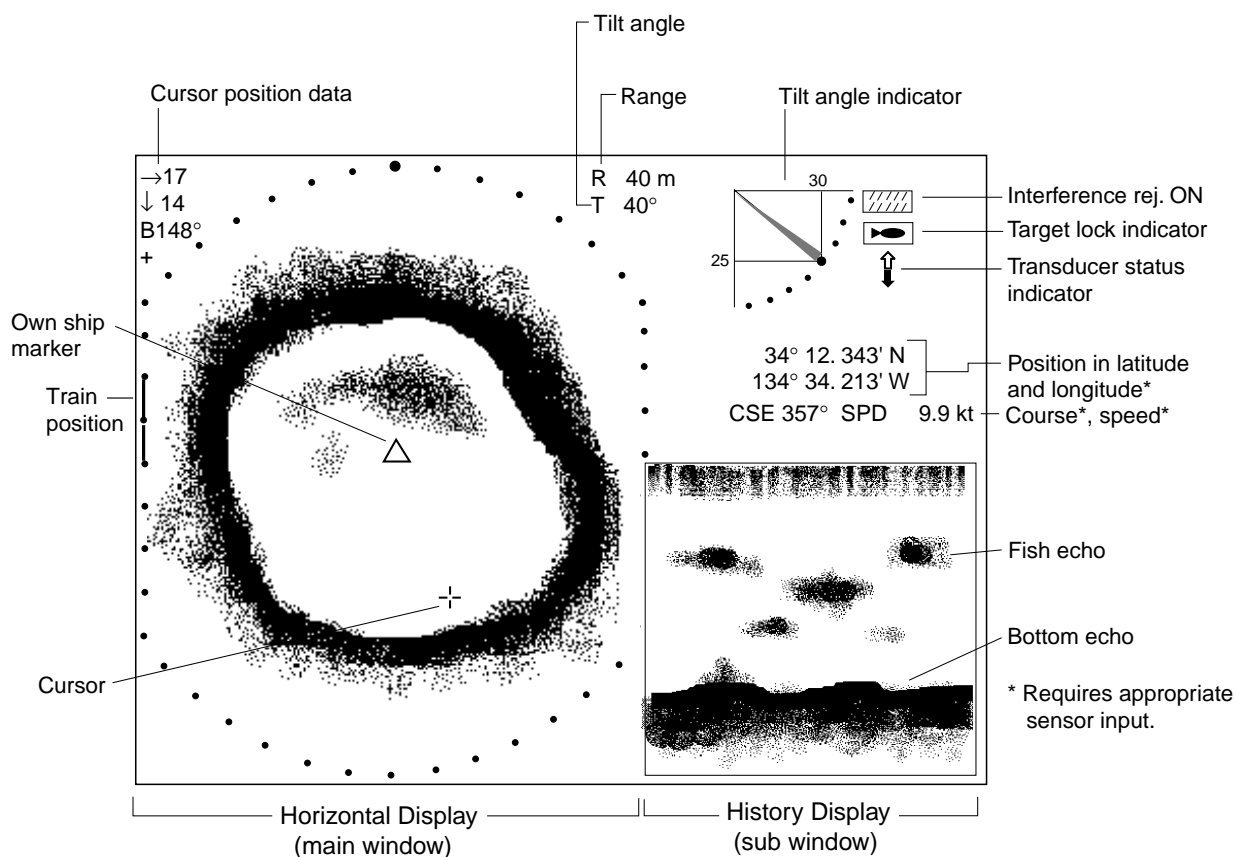 Tilt angle
Cursor position data
Range
Tilt angle indicator
→17
↓ 14
B148°
+
R 40 m
T 40°
30
25
Interference rej. ON
Target lock indicator
Transducer status
indicator
Own ship
marker
Train
position
34° 12. 343' N
134° 34. 213' W
CSE 357° SPD 9.9 kt
Position in latitude
and longitude*
Course*, speed*
Fish echo
Bottom echo
Cursor
* Requires appropriate
sensor input.
Horizontal Display
(main window)
History Display
(sub window)